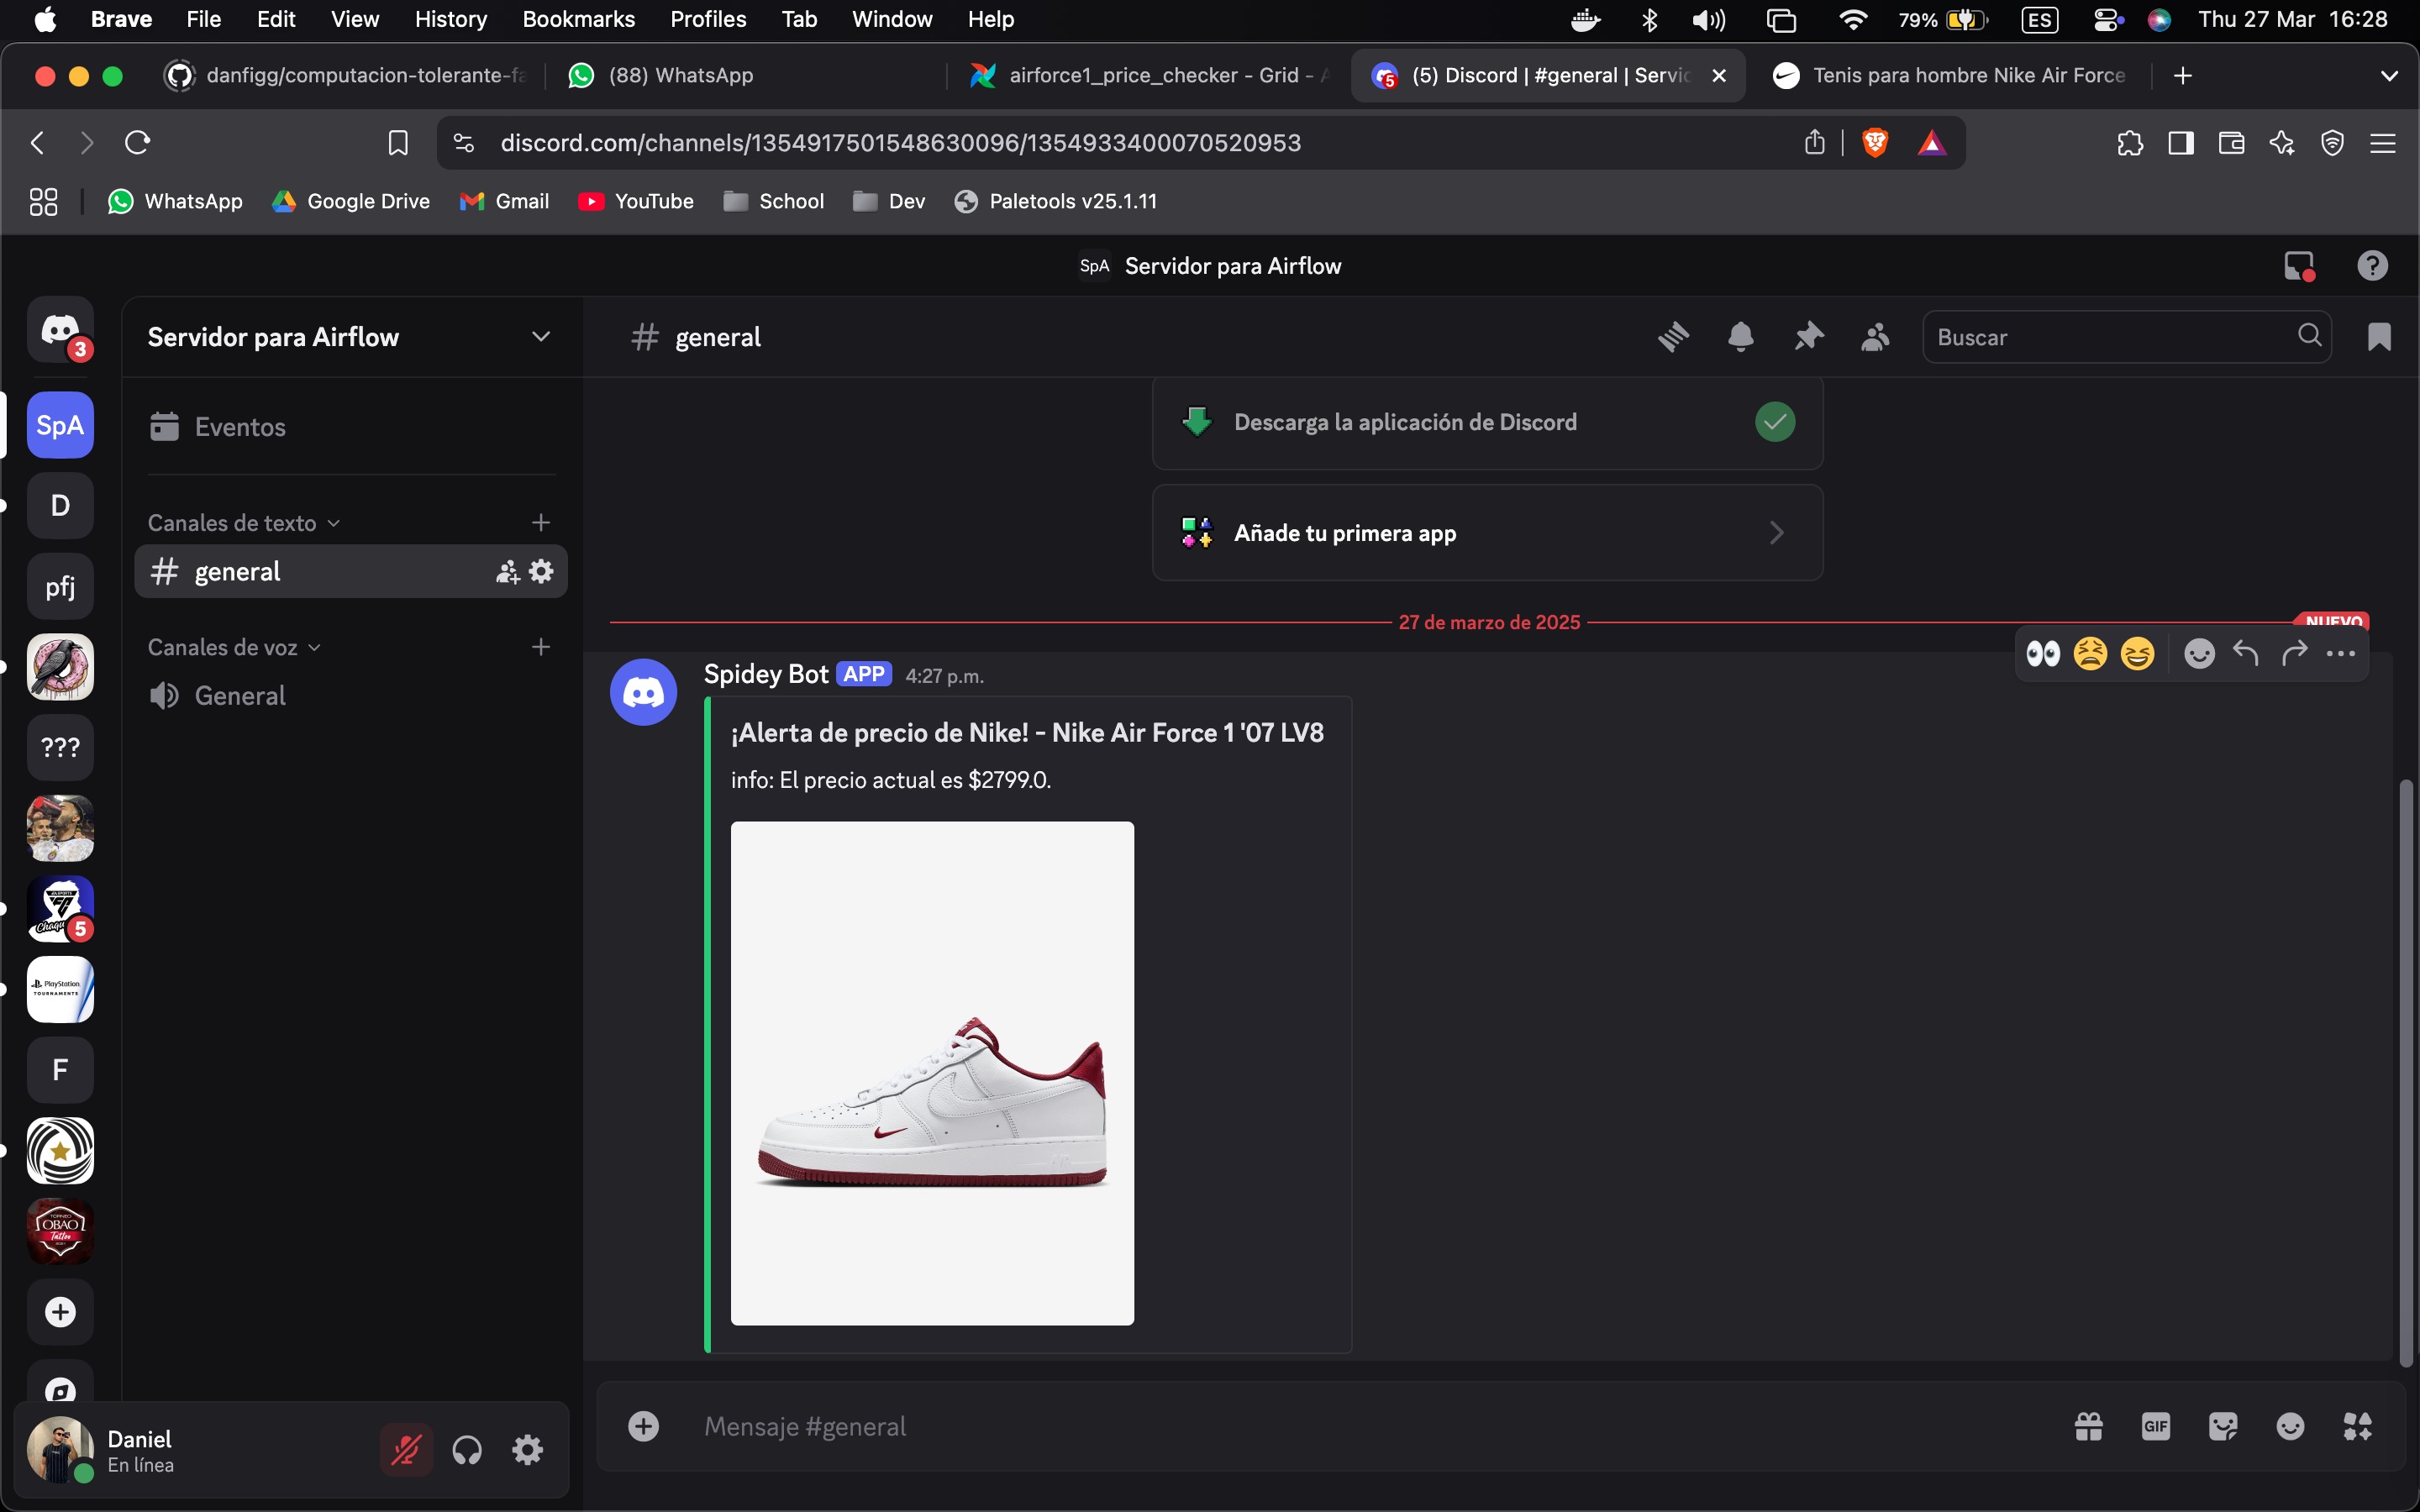 Brave File Edit View History Bookmarks Profiles Tab Window Help 79% ES Thu 27 Mar 16:28
danfigg/computacion-tolerante-fa (88) WhatsApp airforce1_price_checker - Grid - A (5) Discord | #general | Servic Tenis para hombre Nike Air Force
discord.com/channels/1354917501548630096/1354933400070520953
WhatsApp Google Drive Gmail YouTube School Dev Paletools v25.1.11
SpA Servidor para Airflow
3
Servidor para Airflow
general
Buscar
SpA
Eventos
Descarga la aplicación de Discord
D
Canales de texto
Añade tu primera app
pfj
general
27 de marzo de 2025
NUEVO
Canales de voz
General
Spidey Bot APP 4:27 p.m.
???
¡Alerta de precio de Nike! - Nike Air Force 1 '07 LV8
info: El precio actual es $2799.0.
5
PlayStation
TOURNAMENTS
F
OBAO
Tattoo
Daniel
En línea
Mensaje #general
GIF